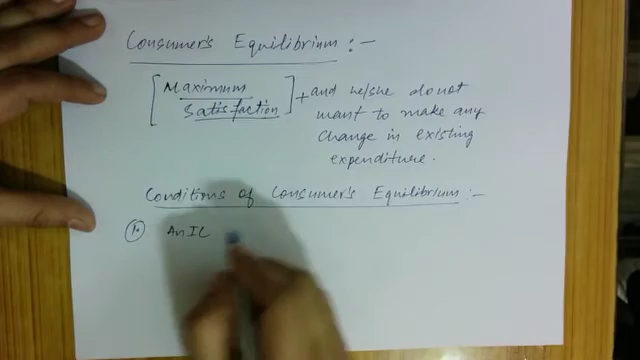 Consumer's Equilibrium :-
[Maximum Satisfaction] + and he/she do not
want to make any
change in existing
expenditure.
Conditions of Consumer's Equilibrium :-
1. An IC